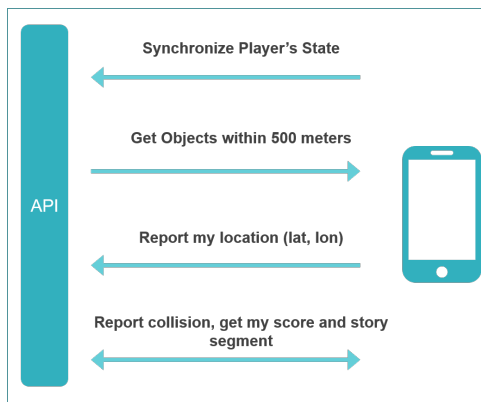 Synchronize Player's State
Get Objects within 500 meters
API
Report my location (lat, lon)
Report collision, get my score and story
segment